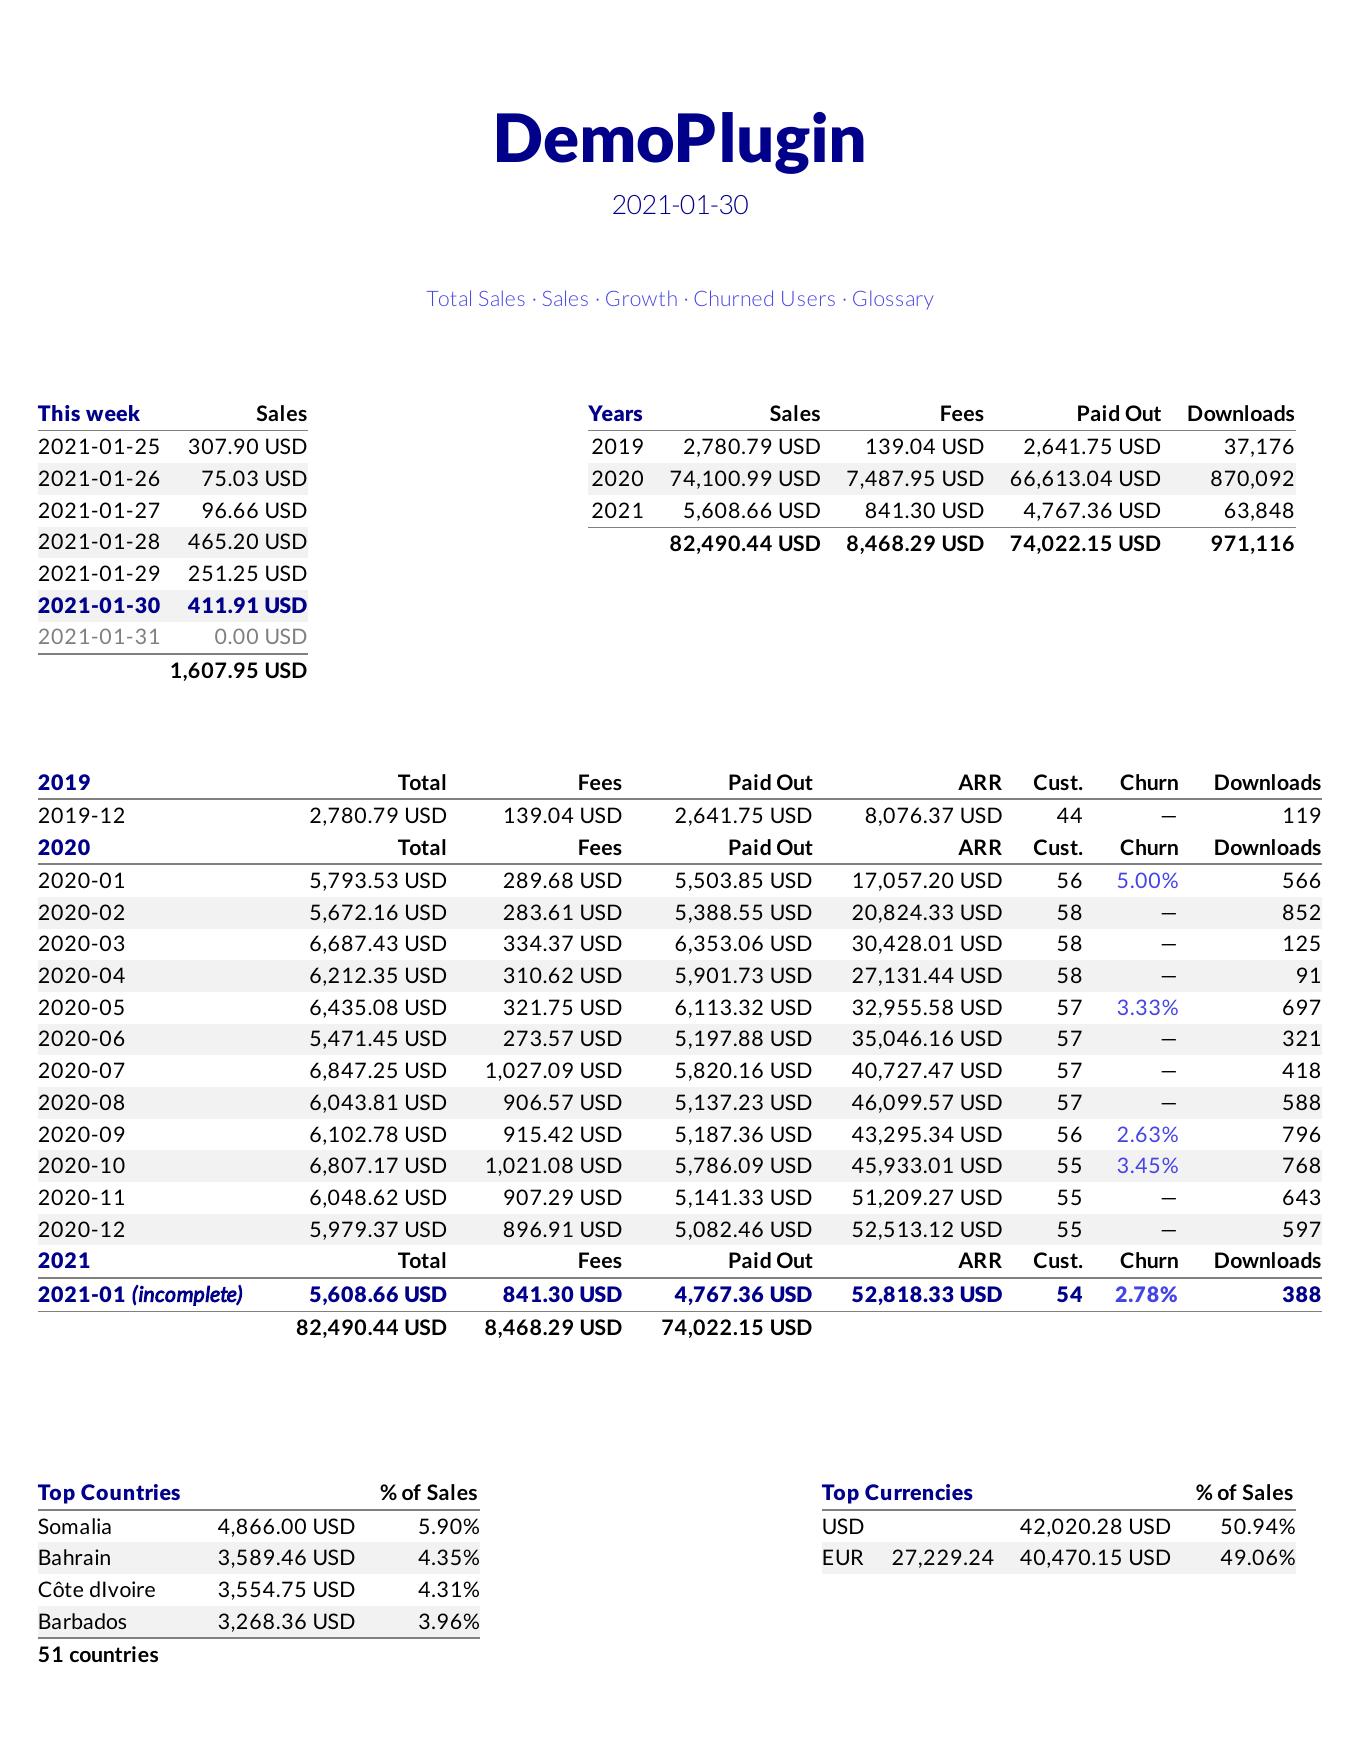 DemoPlugin
2021-01-30
Total Sales · Sales · Growth · Churned Users · Glossary
This week Sales
2021-01-25 307.90 USD
2021-01-26 75.03 USD
2021-01-27 96.66 USD
2021-01-28 465.20 USD
2021-01-29 251.25 USD
2021-01-30 411.91 USD
2021-01-31 0.00 USD
1,607.95 USD
Years Sales Fees Paid Out Downloads
2019 2,780.79 USD 139.04 USD 2,641.75 USD 37,176
2020 74,100.99 USD 7,487.95 USD 66,613.04 USD 870,092
2021 5,608.66 USD 841.30 USD 4,767.36 USD 63,848
82,490.44 USD 8,468.29 USD 74,022.15 USD 971,116
2019 Total Fees Paid Out ARR Cust. Churn Downloads
2019-12 2,780.79 USD 139.04 USD 2,641.75 USD 8,076.37 USD 44 — 119
2020 Total Fees Paid Out ARR Cust. Churn Downloads
2020-01 5,793.53 USD 289.68 USD 5,503.85 USD 17,057.20 USD 56 5.00% 566
2020-02 5,672.16 USD 283.61 USD 5,388.55 USD 20,824.33 USD 58 — 852
2020-03 6,687.43 USD 334.37 USD 6,353.06 USD 30,428.01 USD 58 — 125
2020-04 6,212.35 USD 310.62 USD 5,901.73 USD 27,131.44 USD 58 — 91
2020-05 6,435.08 USD 321.75 USD 6,113.32 USD 32,955.58 USD 57 3.33% 697
2020-06 5,471.45 USD 273.57 USD 5,197.88 USD 35,046.16 USD 57 — 321
2020-07 6,847.25 USD 1,027.09 USD 5,820.16 USD 40,727.47 USD 57 — 418
2020-08 6,043.81 USD 906.57 USD 5,137.23 USD 46,099.57 USD 57 — 588
2020-09 6,102.78 USD 915.42 USD 5,187.36 USD 43,295.34 USD 56 2.63% 796
2020-10 6,807.17 USD 1,021.08 USD 5,786.09 USD 45,933.01 USD 55 3.45% 768
2020-11 6,048.62 USD 907.29 USD 5,141.33 USD 51,209.27 USD 55 — 643
2020-12 5,979.37 USD 896.91 USD 5,082.46 USD 52,513.12 USD 55 — 597
2021 Total Fees Paid Out ARR Cust. Churn Downloads
2021-01 (incomplete) 5,608.66 USD 841.30 USD 4,767.36 USD 52,818.33 USD 54 2.78% 388
82,490.44 USD 8,468.29 USD 74,022.15 USD
Top Countries % of Sales
Somalia 4,866.00 USD 5.90%
Bahrain 3,589.46 USD 4.35%
Côte dIvoire 3,554.75 USD 4.31%
Barbados 3,268.36 USD 3.96%
51 countries
Top Currencies % of Sales
USD 42,020.28 USD 50.94%
EUR 27,229.24 40,470.15 USD 49.06%